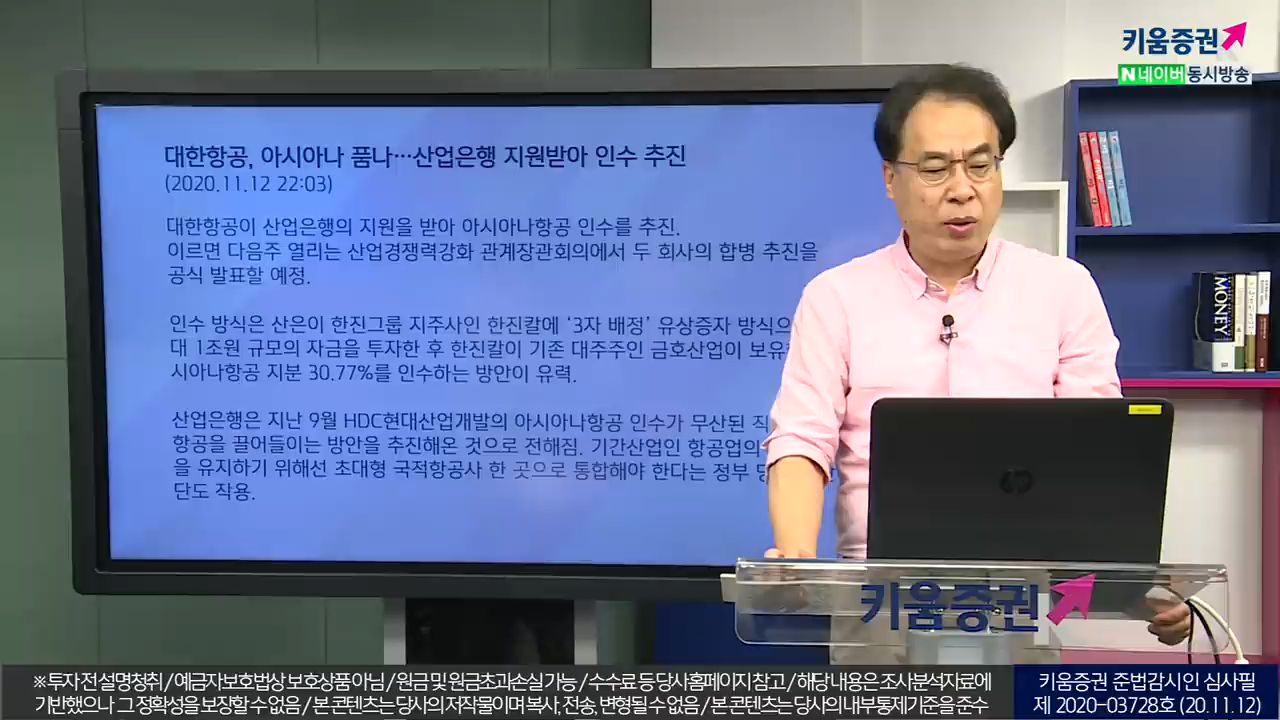 키움증권
N 네이버 동시방송
대한항공, 아시아나 품나…산업은행 지원받아 인수 추진
(2020.11.12 22:03)
대한항공이 산업은행의 지원을 받아 아시아나항공 인수를 추진.
이르면 다음주 열리는 산업경쟁력강화 관계장관회의에서 두 회사의 합병 추진을
공식 발표할 예정.
인수 방식은 산은이 한진그룹 지주사인 한진칼에 '3자 배정' 유상증자 방식으
대 1조원 규모의 자금을 투자한 후 한진칼이 기존 대주주인 금호산업이 보유
시아나항공 지분 30.77%를 인수하는 방안이 유력.
산업은행은 지난 9월 HDC현대산업개발의 아시아나항공 인수가 무산된 직
항공을 끌어들이는 방안을 추진해온 것으로 전해짐. 기간산업인 항공업의
을 유지하기 위해선 초대형 국적항공사 한 곳으로 통합해야 한다는 정부
단도 작용.
MONEY
hp
키움증권
※ 투자 전 설명청취 / 예금자보호법상 보호상품 아님 / 원금 및 원금초과손실 가능 / 수수료 등 당사홈페이지 참고 / 해당 내용은 조사분석자료에
기반했으나 그 정확성을 보장할 수 없음 / 본 콘텐츠는 당사의 저작물이며 복사, 전송, 변형될 수 없음 / 본 콘텐츠는 당사의 내부통제기준을 준수
키움증권 준법감시인 심사필
제 2020-03728호 (20.11.12)